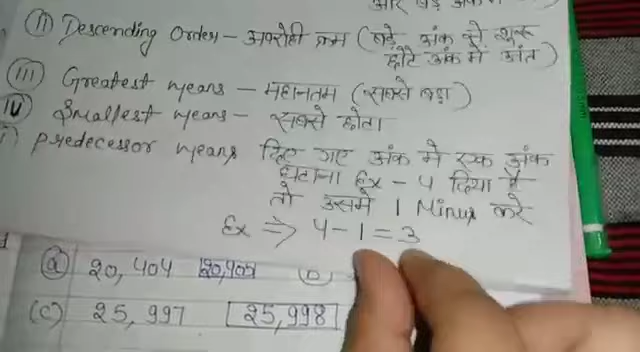 (ii) Descending Order - अवरोही क्रम (बड़े अंक से शुरू
छोटे अंक में अंत)
(iii) Greatest means - महानतम (सबसे बड़ा)
IV Smallest means - सबसे छोटा
Predecessor means दिए गए अंक में एक अंक
घटाना Ex - 4 दिया है
तो उसमे 1 Minus करे
Ex ⇒ 4-1=3
(a) 20,404
(c) 25,997 25,998